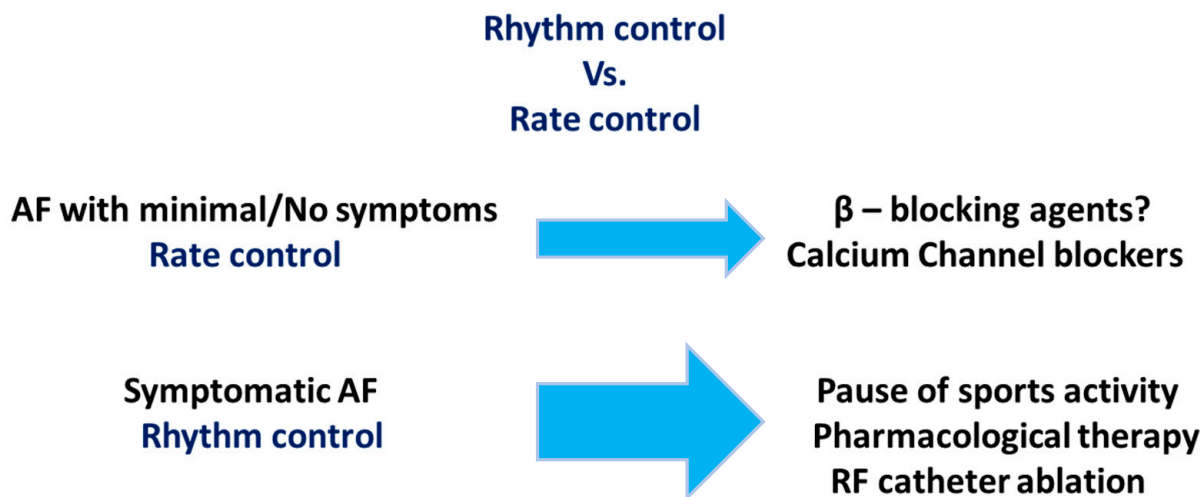 Rhythm control
Vs.
Rate control
AF with minimal/No symptoms
Rate control
β – blocking agents?
Calcium Channel blockers
Symptomatic AF
Rhythm control
Pause of sports activity
Pharmacological therapy
RF catheter ablation